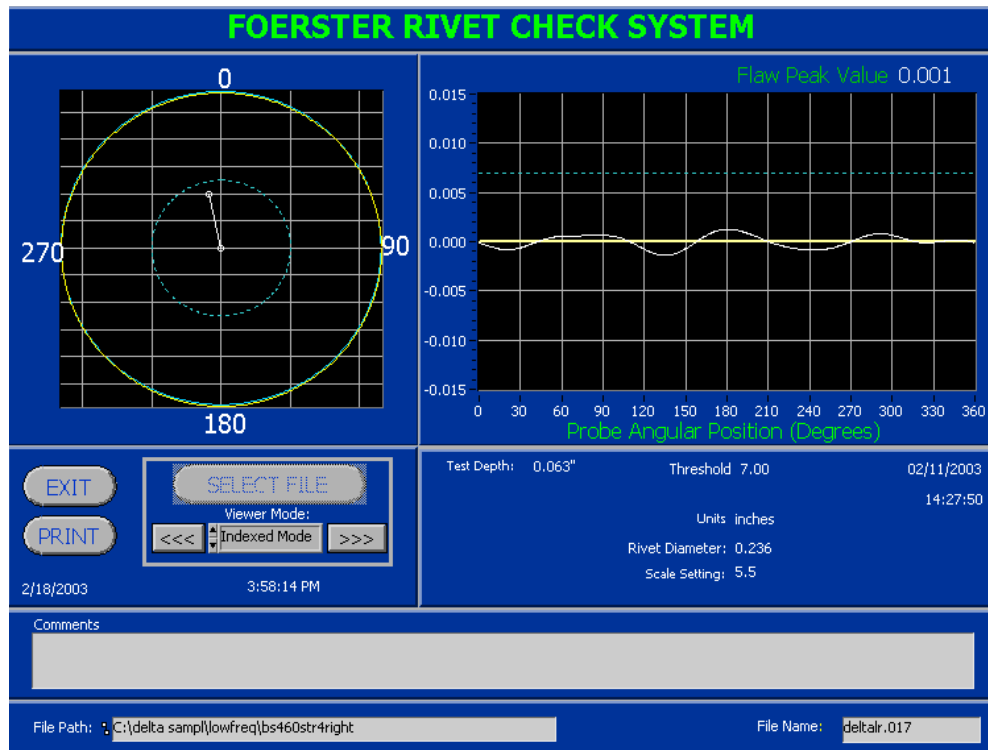 FOERSTER RIVET CHECK SYSTEM
0
270
90
180
Flaw Peak Value 0.001
0.015
0.010
0.005
0.000
-0.005
-0.010
-0.015
0 30 60 90 120 150 180 210 240 270 300 330 360
Probe Angular Position (Degrees)
EXIT
PRINT
SELECT FILE
Viewer Mode:
<<< Indexed Mode >>>
2/18/2003 3:58:14 PM
Test Depth: 0.063" Threshold 7.00 02/11/2003
14:27:50
Units inches
Rivet Diameter: 0.236
Scale Setting: 5.5
Comments
File Path: C:\delta sampl\lowfreq\bs460str4right
File Name: deltalr.017